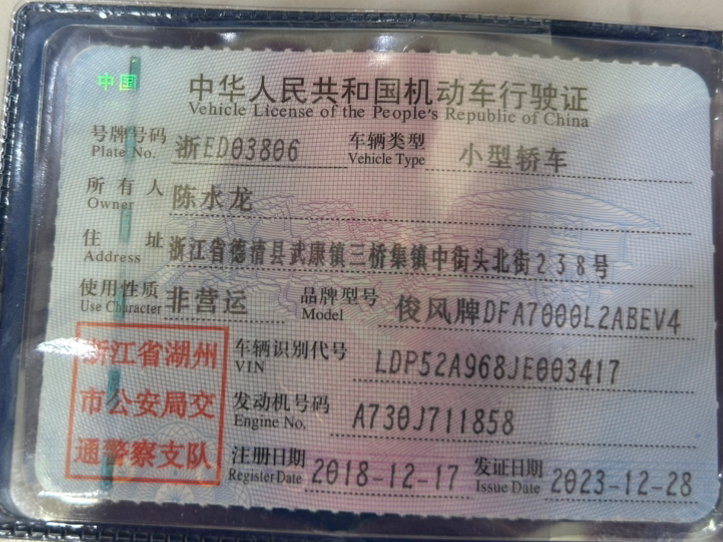 中国
中华人民共和国机动车行驶证
Vehicle License of the People's Republic of China
号牌号码 浙ED03806 车辆类型 小型轿车
Plate No. Vehicle Type
所有人 陈水龙
Owner
住址 浙江省德清县武康镇三桥集镇中街头北街238号
Address
使用性质 非营运 品牌型号 俊风牌DFA7000L2ABEV4
Use Character Model
浙江省湖州
市公安局交
通警察支队
车辆识别代号 LDP52A968JE003417
VIN
发动机号码 A730J711858
Engine No.
注册日期 2018-12-17 发证日期 2023-12-28
Register Date Issue Date